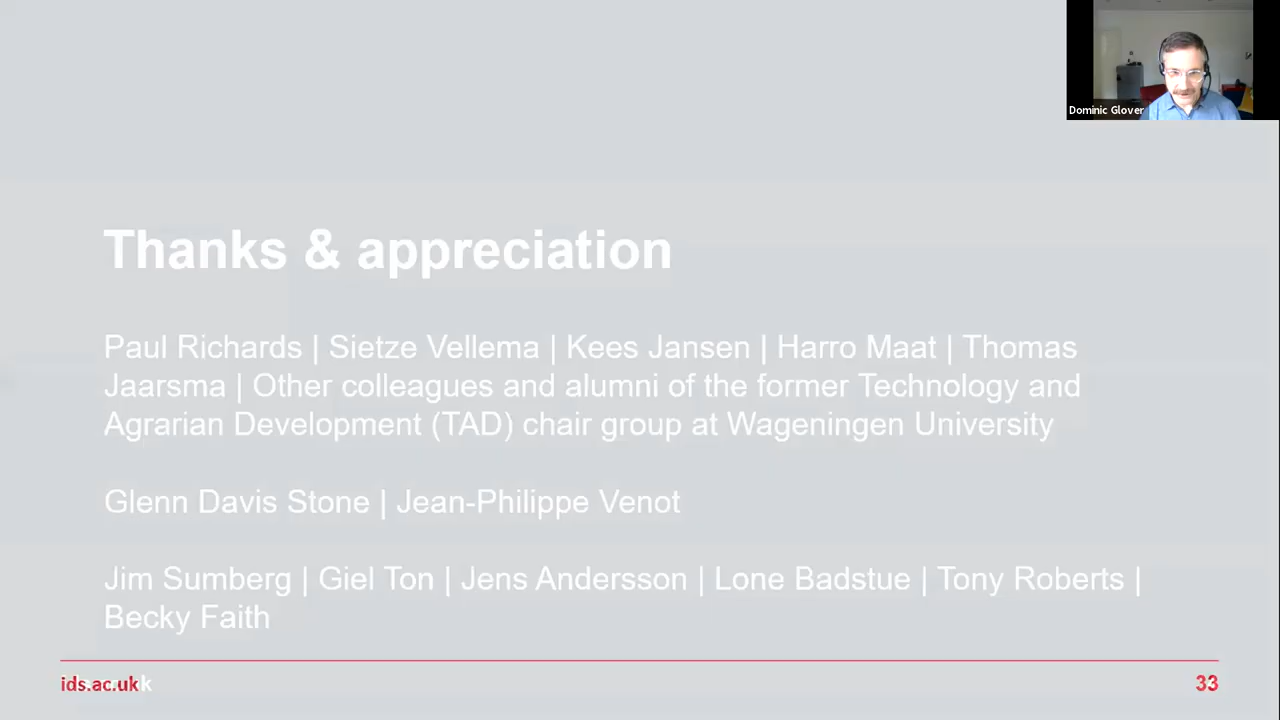 Dominic Glover
Thanks & appreciation
Paul Richards | Sietze Vellema | Kees Jansen | Harro Maat | Thomas
Jaarsma | Other colleagues and alumni of the former Technology and
Agrarian Development (TAD) chair group at Wageningen University
Glenn Davis Stone | Jean-Philippe Venot
Jim Sumberg | Giel Ton | Jens Andersson | Lone Badstue | Tony Roberts |
Becky Faith
ids.ac.uk
33